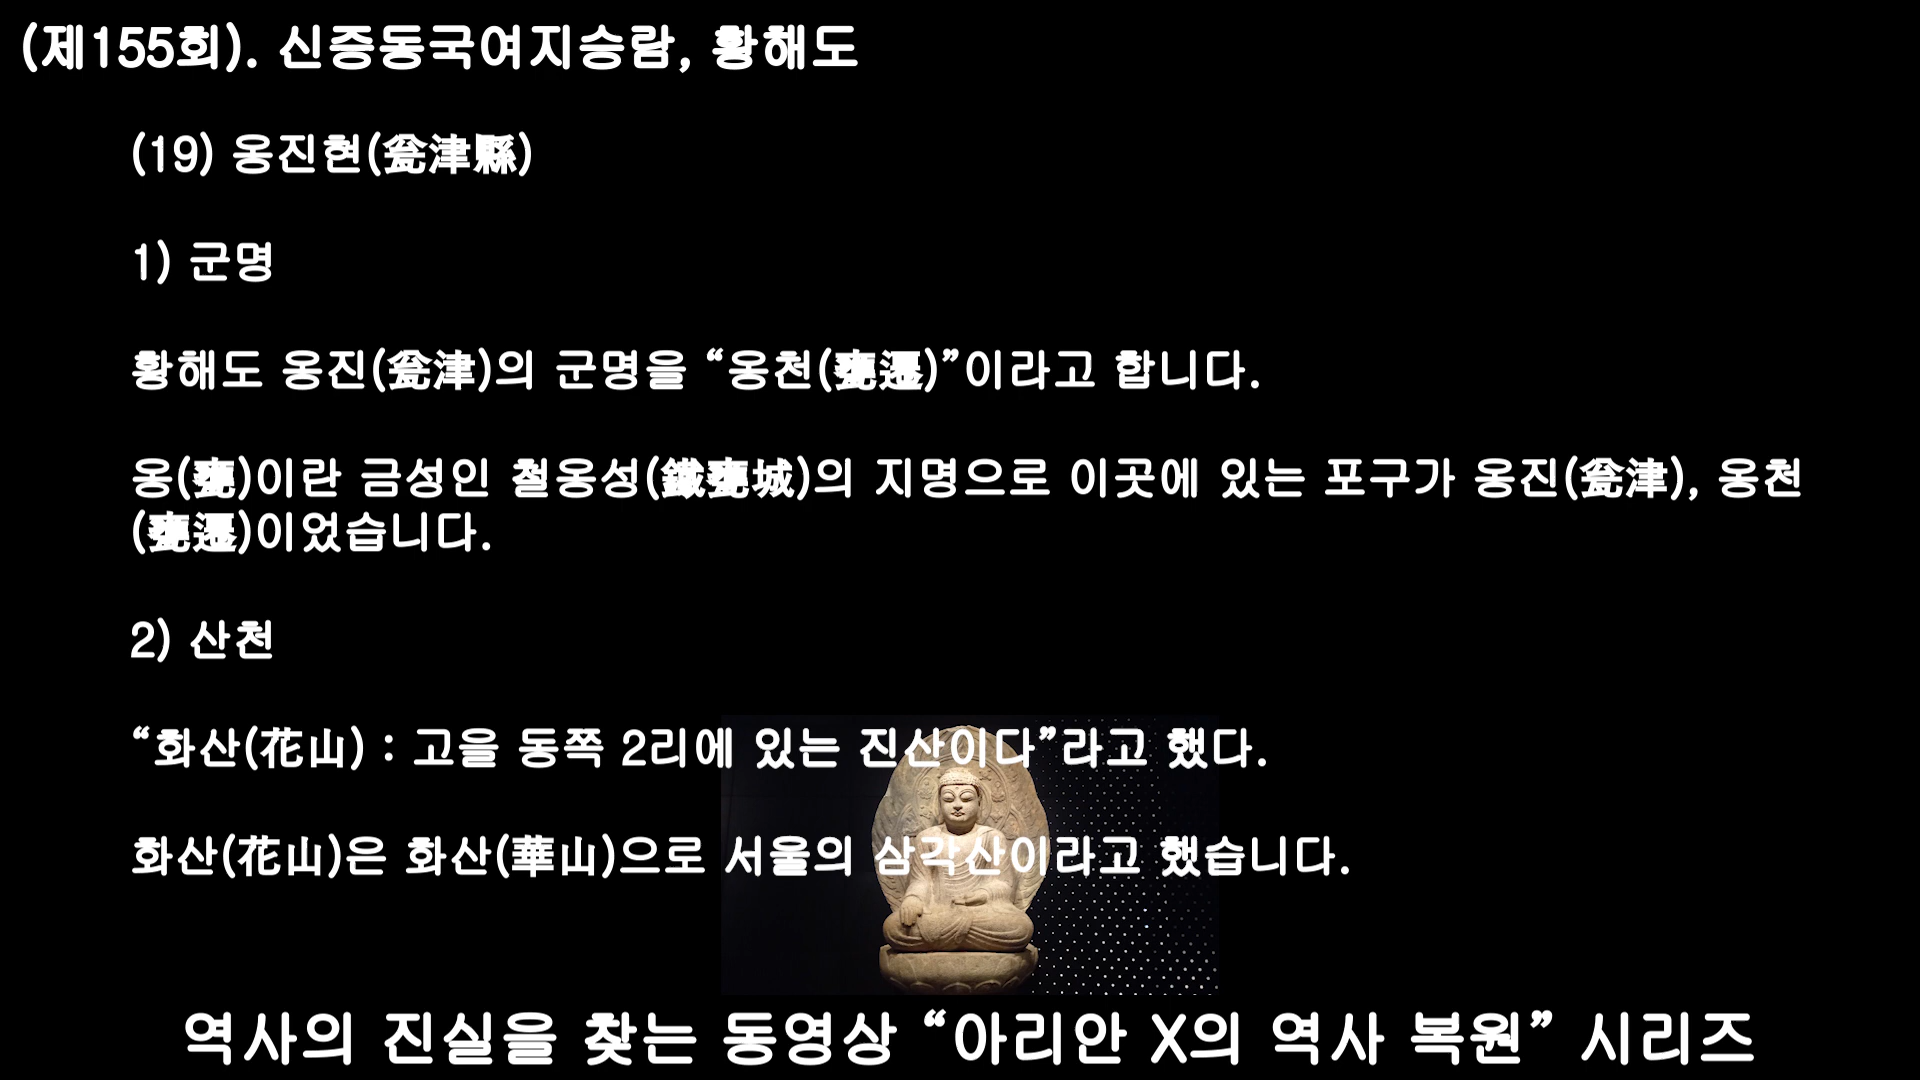 (제155회). 신증동국여지승람, 황해도
(19) 옹진현(瓮津縣)
1) 군명
황해도 옹진(瓮津)의 군명을 “옹천(甕遷)”이라고 합니다.
옹(甕)이란 금성인 철옹성(鐵甕城)의 지명으로 이곳에 있는 포구가 옹진(瓮津), 옹천
(甕遷)이었습니다.
2) 산천
“화산(花山) : 고을 동쪽 2리에 있는 진산이다”라고 했다.
화산(花山)은 화산(華山)으로 서울의 삼각산이라고 했습니다.
역사의 진실을 찾는 동영상 “아리안 X의 역사 복원” 시리즈